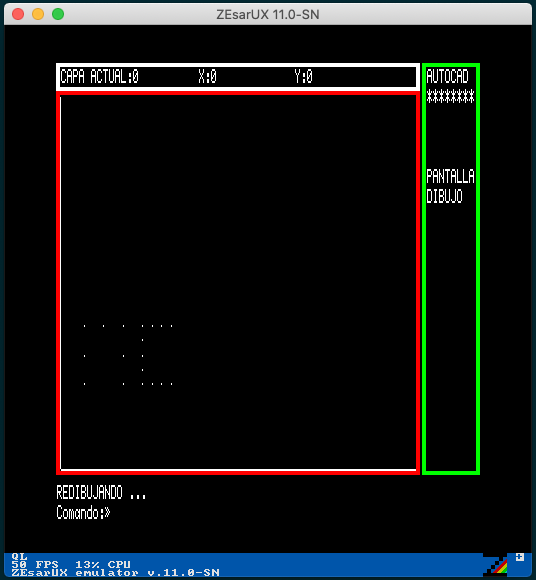 ZEsarUX 11.0-SN
CAPA ACTUAL:0 X:0 Y:0
AUTOCAD
********
PANTALLA
DIBUJO
REDIBUJANDO ...
Comando:»
QL
50 FPS 13% CPU
ZEsarUX emulator v.11.0-SN